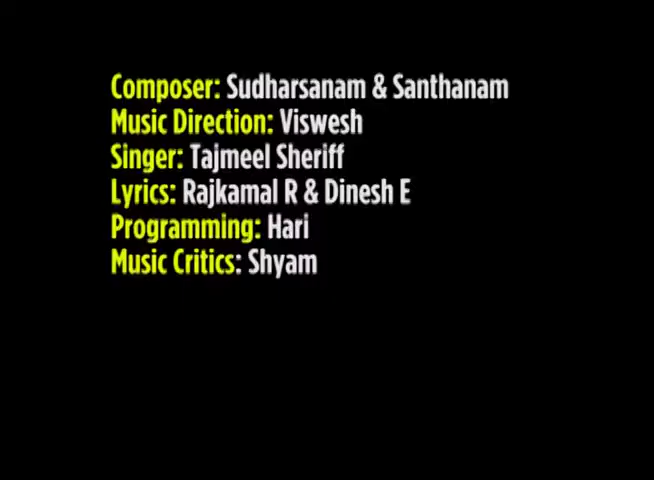 Composer: Sudharsanam & Santhanam
Music Direction: Viswesh
Singer: Tajmeel Sheriff
Lyrics: Rajkamal R & Dinesh E
Programming: Hari
Music Critics: Shyam